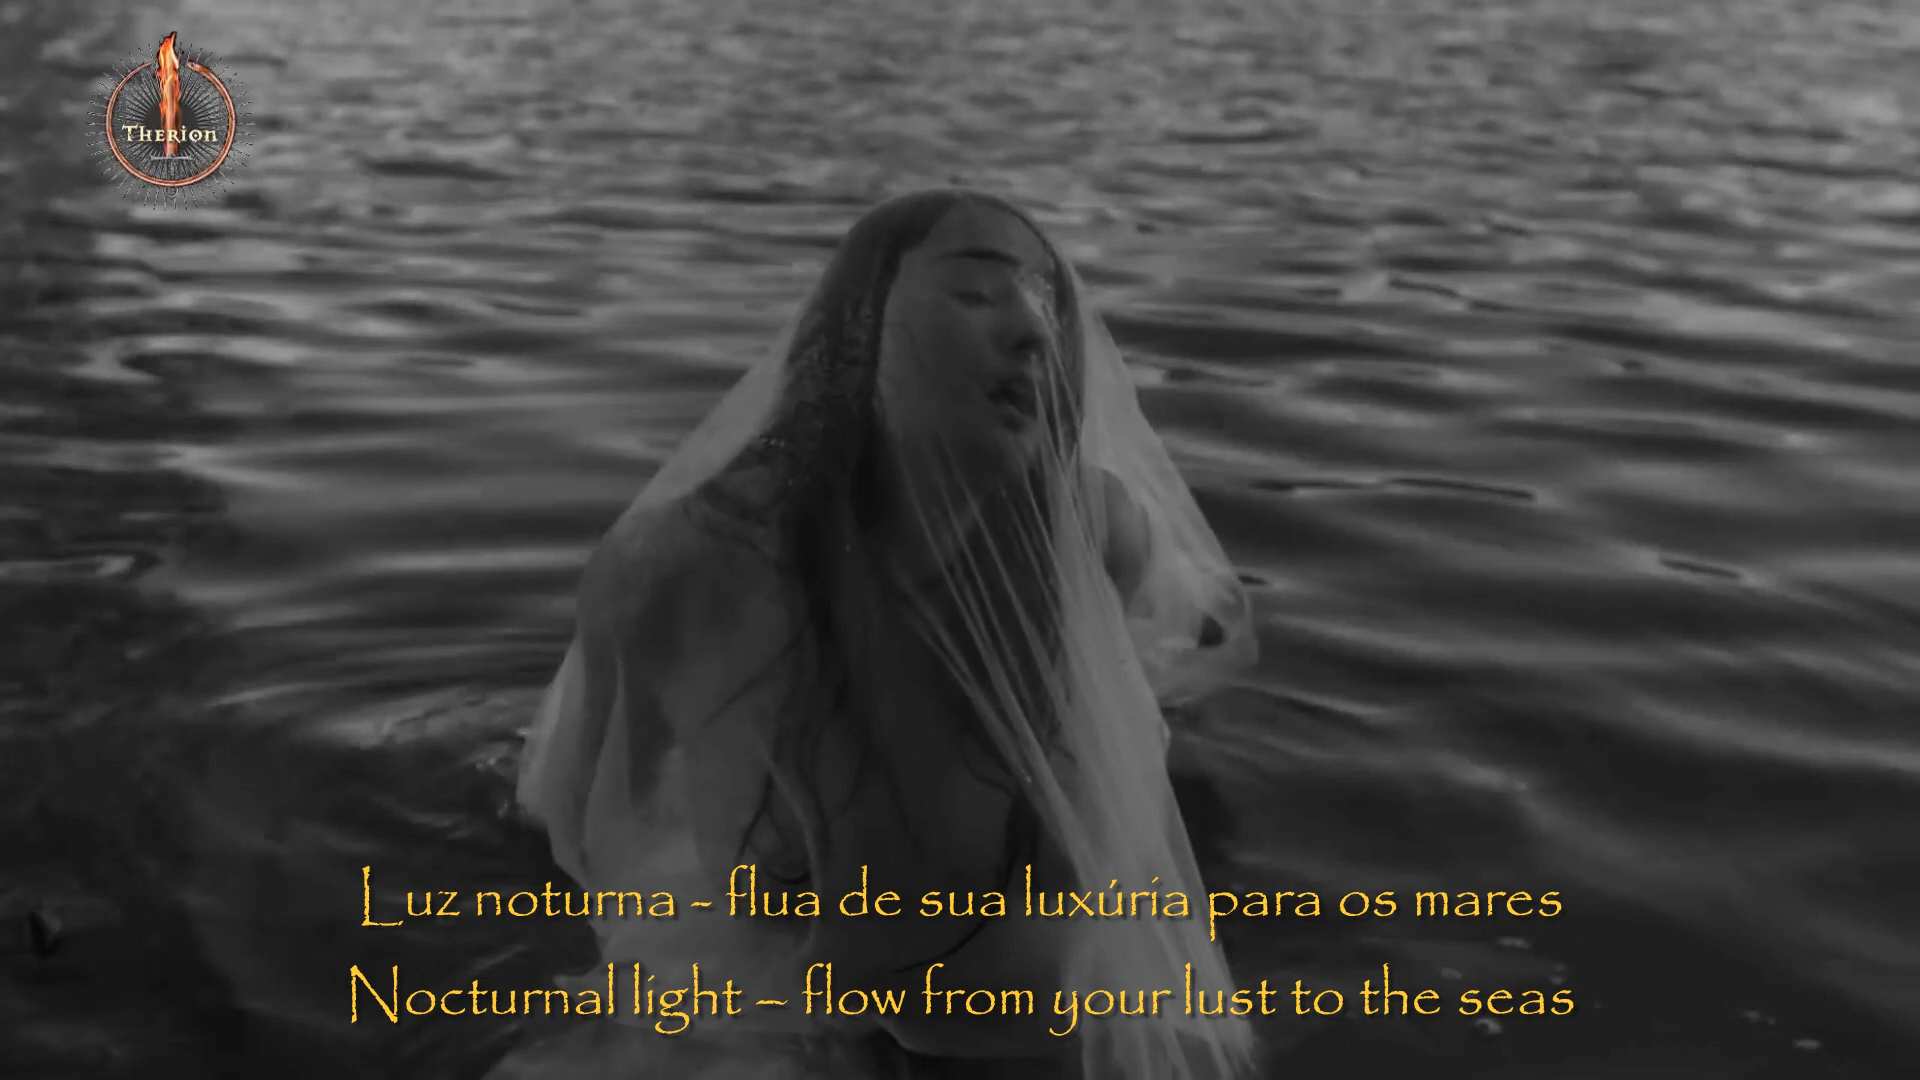 Therion
Luz noturna - flua de sua luxúria para os mares
Nocturnal light – flow from your lust to the seas